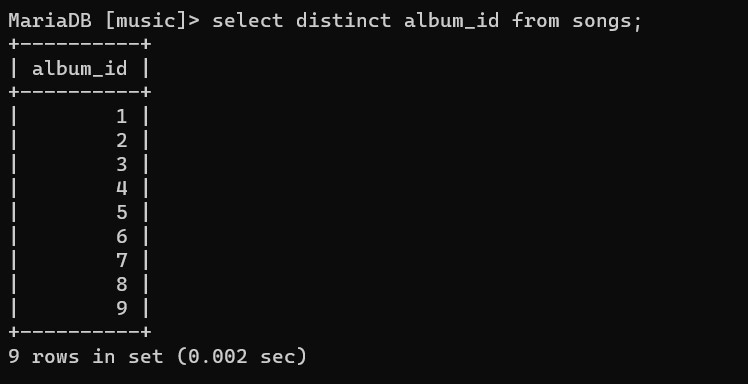 MariaDB [music]> select distinct album_id from songs;
+----------+
| album_id |
+----------+
|        1 |
|        2 |
|        3 |
|        4 |
|        5 |
|        6 |
|        7 |
|        8 |
|        9 |
+----------+
9 rows in set (0.002 sec)